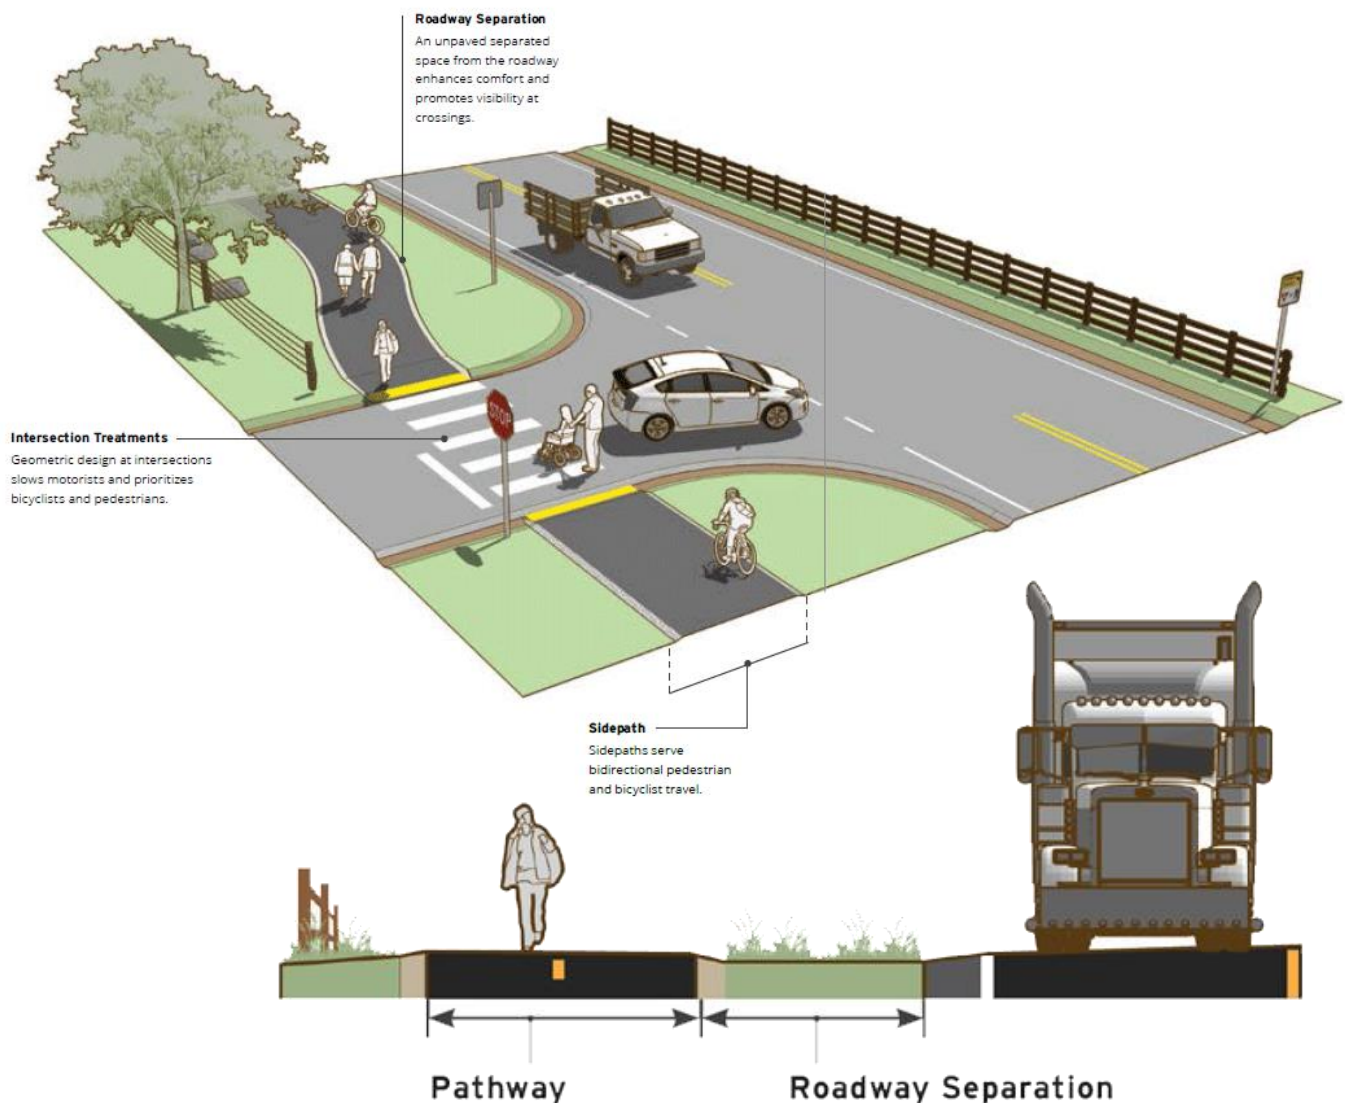 Roadway Separation
An unpaved separated
space from the roadway
enhances comfort and
promotes visibility at
crossings.
STOP
Intersection Treatments
Geometric design at intersections
slows motorists and prioritizes
bicyclists and pedestrians.
Sidepath
Sidepaths serve
bidirectional pedestrian
and bicyclist travel.
Pathway
Roadway Separation